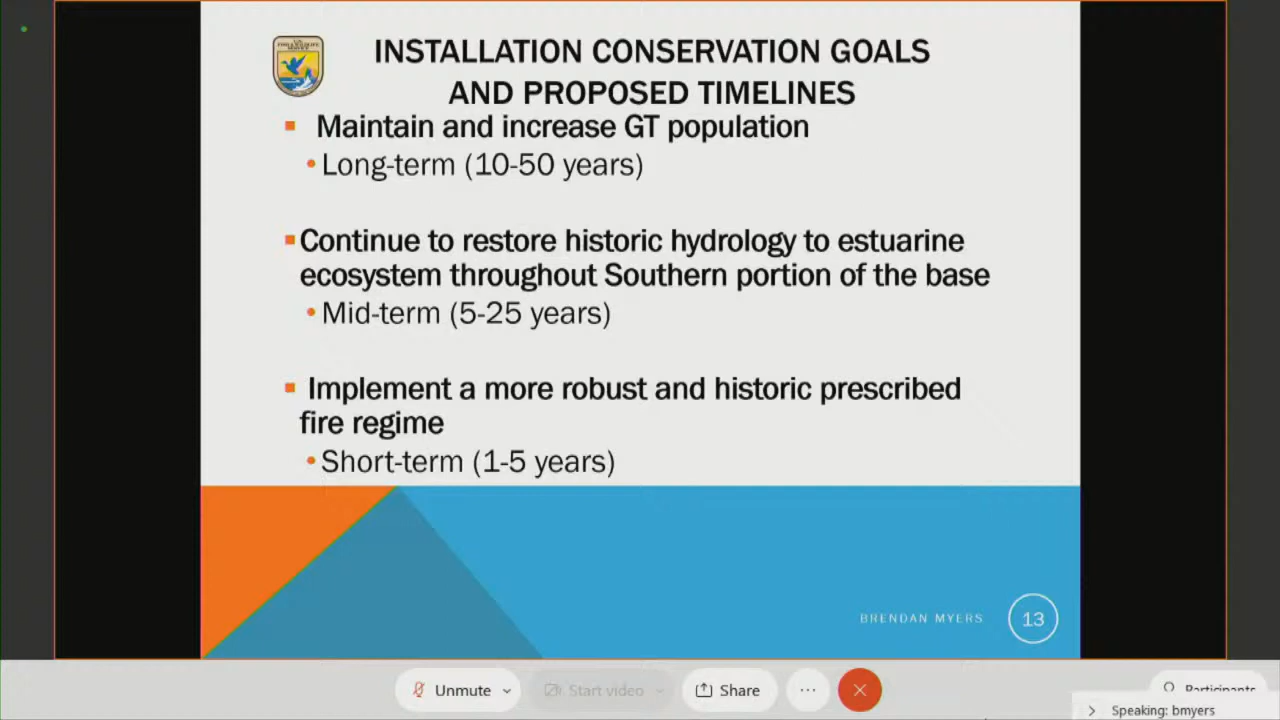 INSTALLATION CONSERVATION GOALS
AND PROPOSED TIMELINES
Maintain and increase GT population
Long-term (10-50 years)
Continue to restore historic hydrology to estuarine
ecosystem throughout Southern portion of the base
Mid-term (5-25 years)
Implement a more robust and historic prescribed
fire regime
Short-term (1-5 years)
BRENDAN MYERS
13
Unmute
Start video
Share
Participants
Speaking: bmyers